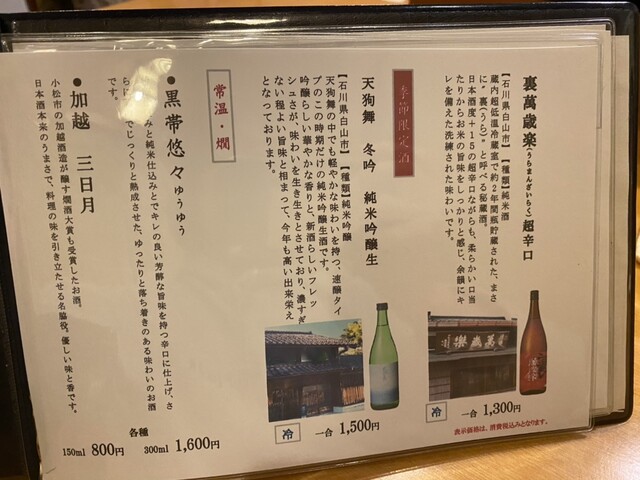 裏萬歳楽(うらまんざいらく) 超辛口
【石川県白山市】【種類】純米酒
蔵内超低温冷蔵室で約2年間瓶貯蔵された、まさ
に〝裏(うら)〟と呼べる秘蔵酒。
日本酒度+15の超辛口ながらも、柔らかい口当
たりからお米の旨味をしっかりと感じ、余韻にキ
レを備えた洗練された味わいです。
冷 一合 1,300円
表示価格は、消費税込みとなります。
季節限定酒
天狗舞 冬吟 純米吟醸生
【石川県白山市】【種類】純米吟醸
天狗舞の中でも軽やかな味わいを持つ、速醸タイ
プのこの時期だけの純米吟醸生酒です。
吟醸らしい華やかな香りと、新酒らしいフレッ
シュさが、味わいを生き生きとさせており、濃すぎ
ない程よい旨味と相まって、今年も高い出来栄え
となっております。
冷 一合 1,500円
常温・燗
●黒帯悠々 ゆうゆう
みと純米仕込みとでキレの良い芳醇な旨味を持つ辛口に仕上げ、さ
らに でじっくりと熟成させた、ゆったりと落ち着きのある味わいのお酒
です。
●加越 三日月
小松市の加越酒造が醸す燗酒大賞も受賞したお酒。
日本酒本来のうまさで、料理の味を引き立たせる名脇役。優しい味と香です。
各種
150ml 800円 300ml 1,600円